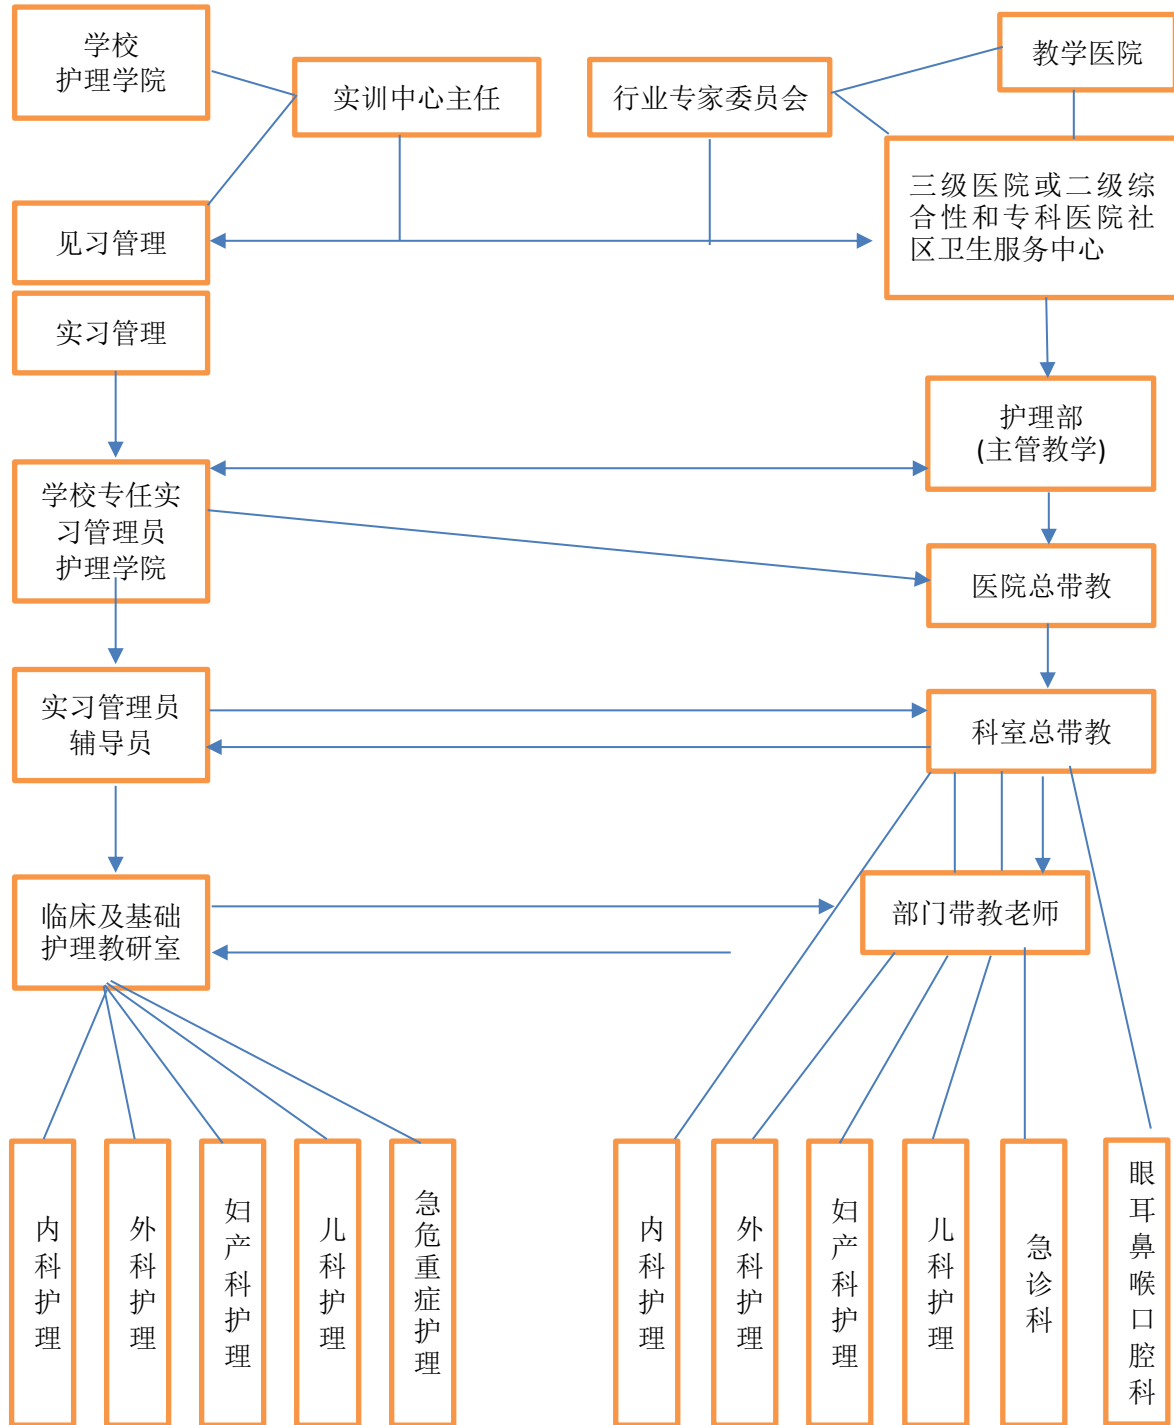 学校
护理学院
实训中心主任
行业专家委员会
教学医院
三级医院或二级综
合性和专科医院社
区卫生服务中心
见习管理
实习管理
护理部
(主管教学)
学校专任实
习管理员
护理学院
医院总带教
实习管理员
辅导员
科室总带教
临床及基础
护理教研室
部门带教老师
内科护理
外科护理
妇产科护理
儿科护理
急危重症护理
内科护理
外科护理
妇产科护理
儿科护理
急诊科
眼耳鼻喉口腔科